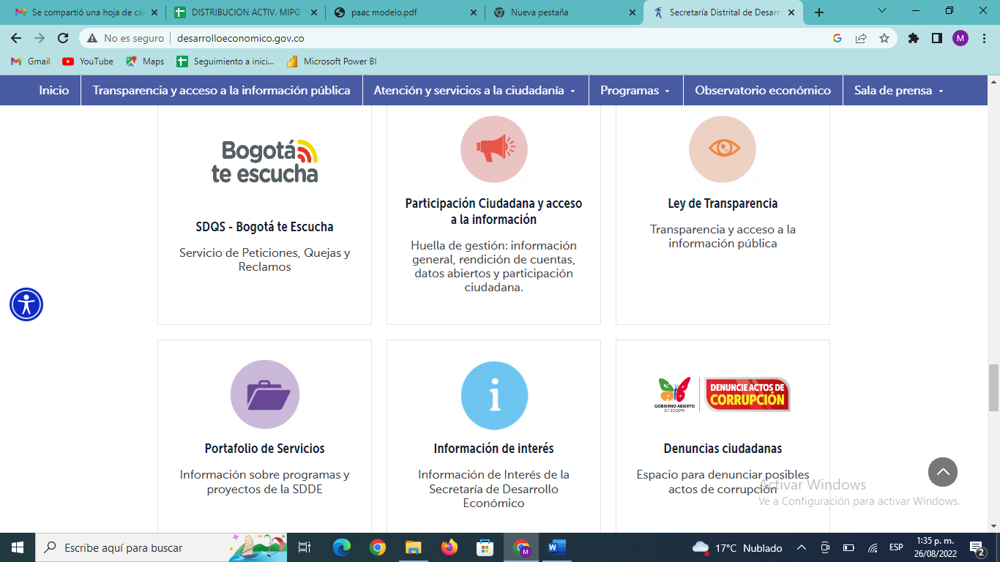 Se compartió una hoja de cál
DISTRIBUCION ACTIV. MIPG
paac modelo.pdf
Nueva pestaña
Secretaría Distrital de Desarr
No es seguro
desarrolloeconomico.gov.co
M
Gmail
YouTube
Maps
Seguimiento a inici...
Microsoft Power BI
Inicio
Transparencia y acceso a la información pública
Atención y servicios a la ciudadanía
Programas
Observatorio económico
Sala de prensa
Bogotá
te escucha
SDQS - Bogotá te Escucha
Servicio de Peticiones, Quejas y
Reclamos
Participación Ciudadana y acceso
a la información
Huella de gestión: información
general, rendición de cuentas,
datos abiertos y participación
ciudadana.
Ley de Transparencia
Transparencia y acceso a la
información pública
Portafolio de Servicios
Información sobre programas y
proyectos de la SDDE
Información de interés
Información de Interés de la
Secretaría de Desarrollo
Económico
GOBIERNO ABIERTO
DE BOGOTÁ
DENUNCIE ACTOS DE
CORRUPCIÓN
Denuncias ciudadanas
Espacio para denunciar posibles
actos de corrupción
Activar Windows
Ve a Configuración para activar Windows.
Escribe aquí para buscar
17°C Nublado
ESP
1:35 p. m.
26/08/2022
2